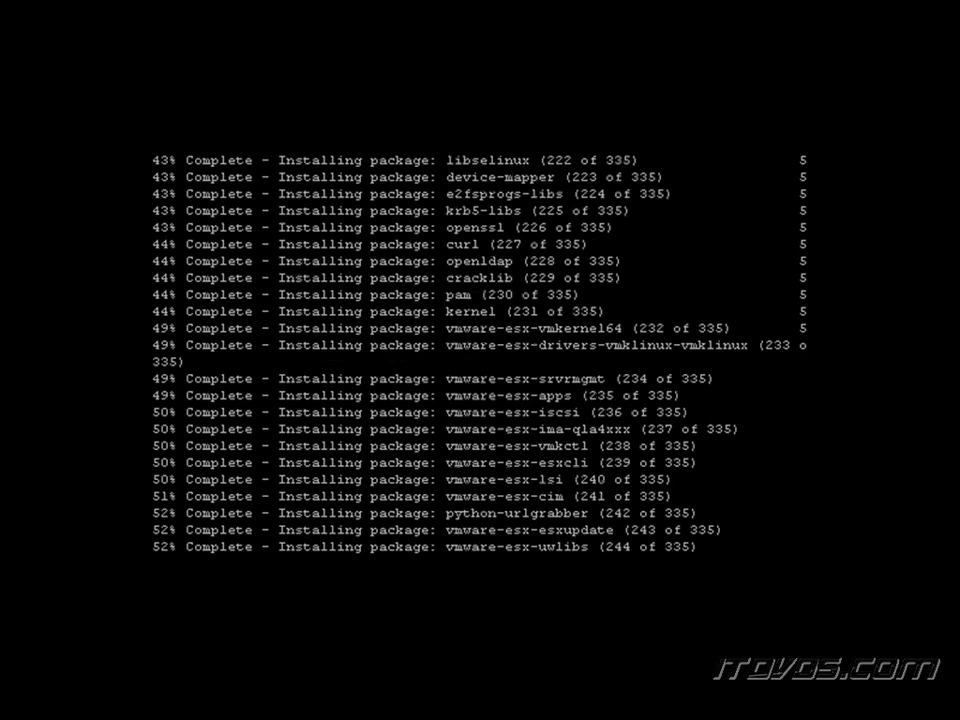 43% Complete - Installing package: libselinux (222 of 335) 5
43% Complete - Installing package: device-mapper (223 of 335) 5
43% Complete - Installing package: e2fsprogs-libs (224 of 335) 5
43% Complete - Installing package: krb5-libs (225 of 335) 5
43% Complete - Installing package: openssl (226 of 335) 5
44% Complete - Installing package: curl (227 of 335) 5
44% Complete - Installing package: openldap (228 of 335) 5
44% Complete - Installing package: cracklib (229 of 335) 5
44% Complete - Installing package: pam (230 of 335) 5
44% Complete - Installing package: kernel (231 of 335) 5
49% Complete - Installing package: vmware-esx-vmkernel64 (232 of 335) 5
49% Complete - Installing package: vmware-esx-drivers-vmklinux-vmklinux (233 o
335)
49% Complete - Installing package: vmware-esx-srvrmgmt (234 of 335)
49% Complete - Installing package: vmware-esx-apps (235 of 335)
50% Complete - Installing package: vmware-esx-iscsi (236 of 335)
50% Complete - Installing package: vmware-esx-ima-qla4xxx (237 of 335)
50% Complete - Installing package: vmware-esx-vmkctl (238 of 335)
50% Complete - Installing package: vmware-esx-esxcli (239 of 335)
50% Complete - Installing package: vmware-esx-lsi (240 of 335)
51% Complete - Installing package: vmware-esx-cim (241 of 335)
52% Complete - Installing package: python-urlgrabber (242 of 335)
52% Complete - Installing package: vmware-esx-esxupdate (243 of 335)
52% Complete - Installing package: vmware-esx-uwlibs (244 of 335)
ITGVGS.COM